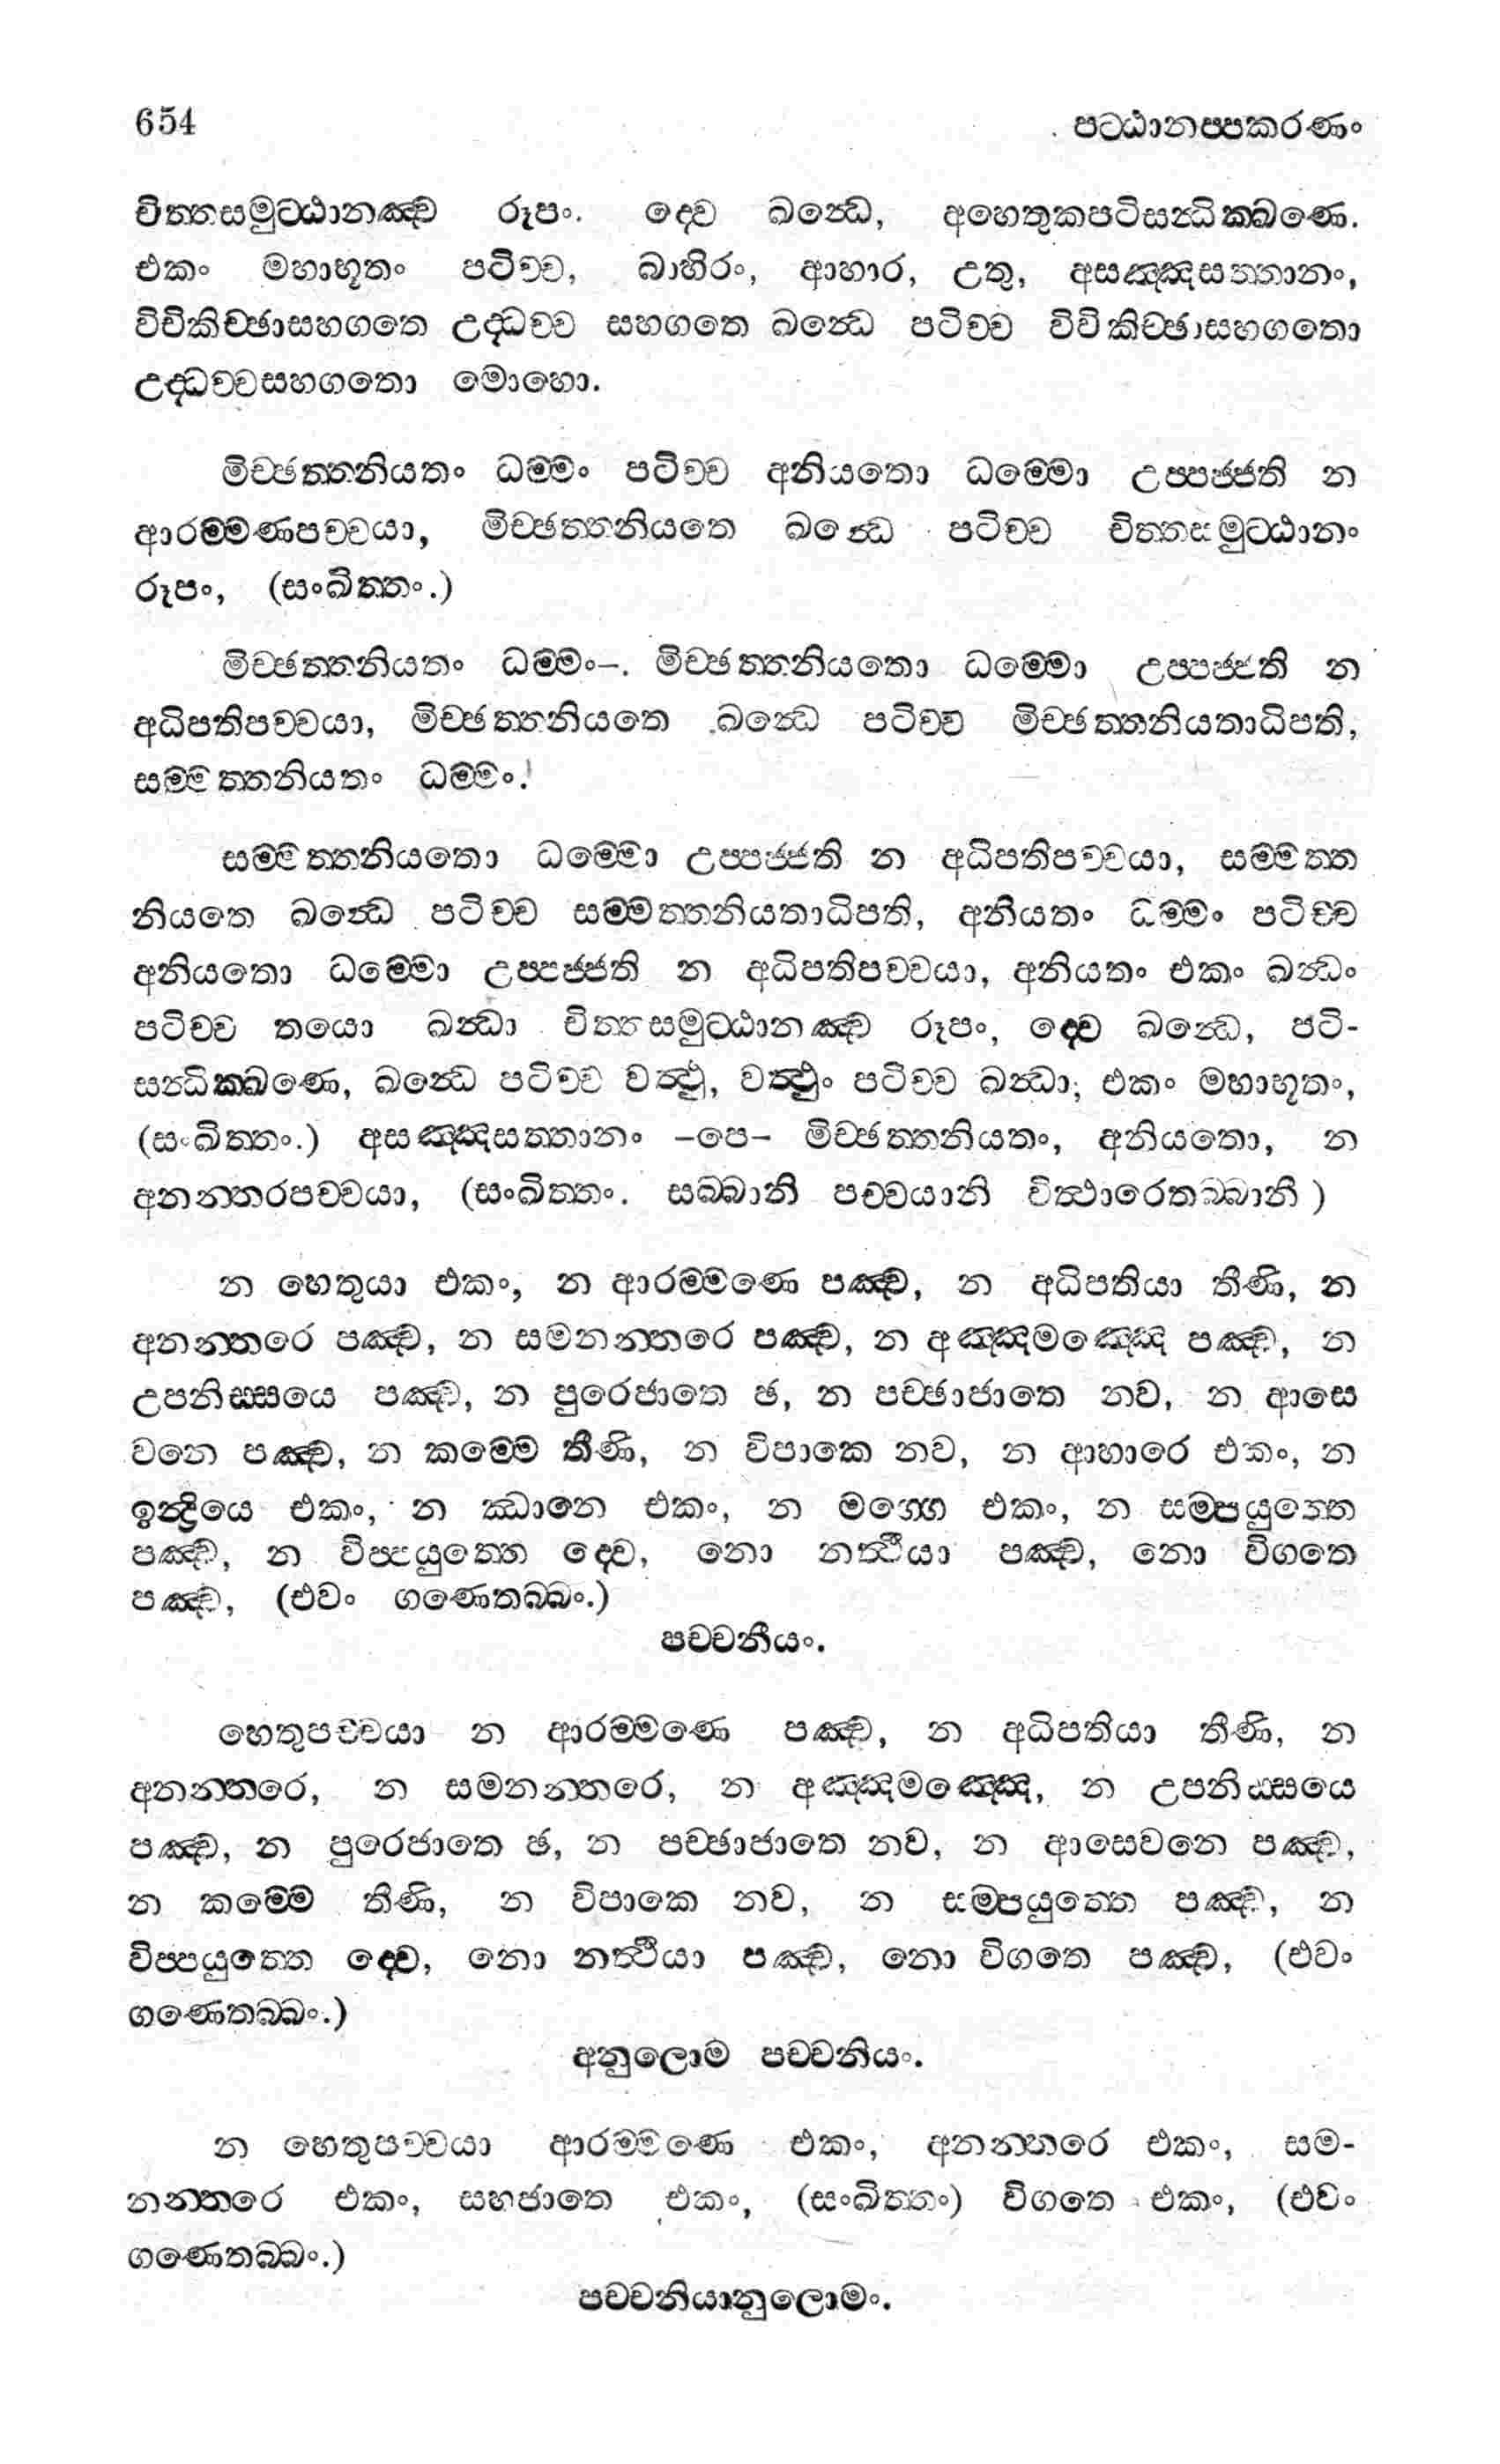 654 පට්ඨානප්පකරණං
චිත්තසමුට්ඨානඤ්ච රූපං. ද්වෙ ඛන්ධෙ, අහෙතුකපටිසන්ධික්ඛණෙ.
එකං මහාභූතං පටිච්ච, බාහිරං, ආහාර, උතු, අසඤ්ඤසත්තානං,
විචිකිච්ඡාසහගතෙ උද්ධච්ච සහගතෙ ඛන්ධෙ පටිච්ච විචිකිච්ඡාසහගතො
උද්ධච්චසහගතො මොහො.
මිච්ඡත්තනියතං ධම්මං පටිච්ච අනියතො ධම්මො උප්පජ්ජති න
ආරම්මණපච්චයා, මිච්ඡත්තනියතෙ ඛන්ධෙ පටිච්ච චිත්තසමුට්ඨානං
රූපං, (සංඛිත්තං.)
මිච්ඡත්තනියතං ධම්මං–. මිච්ඡත්තනියතො ධම්මො උප්පජ්ජති න
අධිපතිපච්චයා, මිච්ඡත්තනියතෙ ඛන්ධෙ පටිච්ච මිච්ඡත්තනියතාධිපති,
සම්මත්තනියතං ධම්මං.
සම්මත්තනියතො ධම්මො උප්පජ්ජති න අධිපතිපච්චයා, සම්මත්ත
නියතෙ ඛන්ධෙ පටිච්ච සම්මත්තනියතාධිපති, අනියතං ධම්මං පටිච්ච
අනියතො ධම්මො උප්පජ්ජති න අධිපතිපච්චයා, අනියතං එකං ඛන්ධං
පටිච්ච තයො ඛන්ධා චිත්තසමුට්ඨානඤ්ච රූපං, ද්වෙ ඛන්ධෙ, පටි-
සන්ධික්ඛණෙ, ඛන්ධෙ පටිච්ච වත්ථු, වත්ථුං පටිච්ච ඛන්ධා; එකං මහාභූතං,
(සංඛිත්තං.) අසඤ්ඤසත්තානං –පෙ– මිච්ඡත්තනියතං, අනියතො, න
අනන්තරපච්චයා, (සංඛිත්තං. සබ්බානි පච්චයානි විත්ථාරෙතබ්බානි )
න හෙතුයා එකං, න ආරම්මණෙ පඤ්ච, න අධිපතියා තීණි, න
අනන්තරෙ පඤ්ච, න සමනන්තරෙ පඤ්ච, න අඤ්ඤමඤ්ඤෙ පඤ්ච, න
උපනිස්සයෙ පඤ්ච, න පුරෙජාතෙ ඡ, න පච්ඡාජාතෙ නව, න ආසෙ
වනෙ පඤ්ච, න කම්මෙ තීණි, න විපාකෙ නව, න ආහාරෙ එකං, න
ඉන්ද්‍රියෙ එකං, න ඣානෙ එකං, න මග්ගෙ එකං, න සම්පයුත්තෙ
පඤ්ච, න විප්පයුත්තෙ ද්වෙ, නො නත්ථියා පඤ්ච, නො විගතෙ
පඤ්ච, (එවං ගණෙතබ්බං.)
පච්චනීයං.
හෙතුපච්චයා න ආරම්මණෙ පඤ්ච, න අධිපතියා තීණි, න
අනන්තරෙ, න සමනන්තරෙ, න අඤ්ඤමඤ්ඤෙ, න උපනිස්සයෙ
පඤ්ච, න පුරෙජාතෙ ඡ, න පච්ඡාජාතෙ නව, න ආසෙවනෙ පඤ්ච,
න කම්මෙ තීණි, න විපාකෙ නව, න සම්පයුත්තෙ පඤ්ච, න
විප්පයුත්තෙ ද්වෙ, නො නත්ථියා පඤ්ච, නො විගතෙ පඤ්ච, (එවං
ගණෙතබ්බං.)
අනුලොම පච්චනියං.
න හෙතුපච්චයා ආරම්මණෙ එකං, අනන්තරෙ එකං, සම-
නන්තරෙ එකං, සහජාතෙ එකං, (සංඛිත්තං) විගතෙ එකං, (එවං
ගණෙතබ්බං.)
පච්චනියානුලොමං.